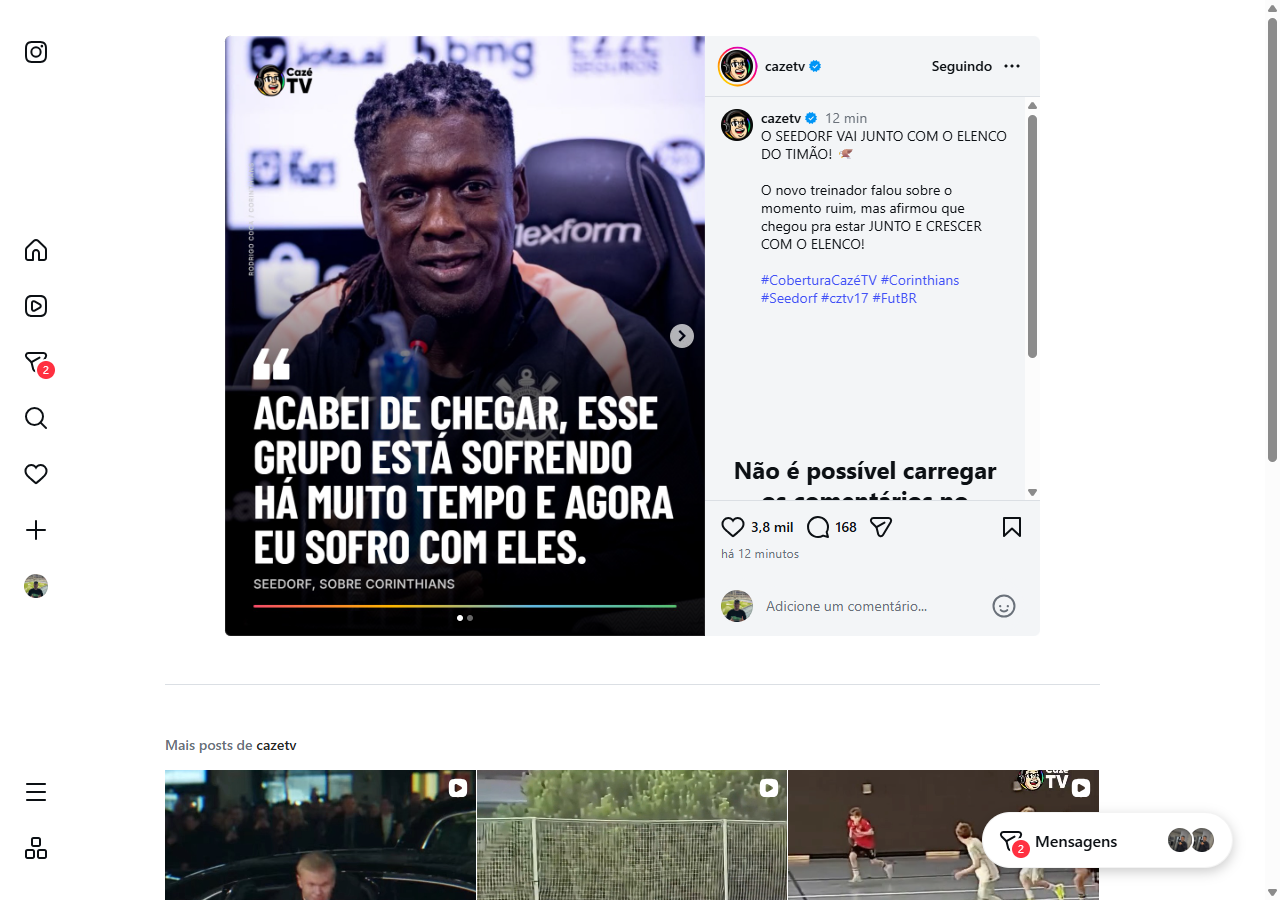 Cazé
TV
bmg
SEGUROS
flexform
ACABEI DE CHEGAR, ESSE
GRUPO ESTÁ SOFRENDO
HÁ MUITO TEMPO E AGORA
EU SOFRO COM ELES.
SEEDORF, SOBRE CORINTHIANS
cazetv
Seguindo
cazetv 12 min
O SEEDORF VAI JUNTO COM O ELENCO
DO TIMÃO!
O novo treinador falou sobre o
momento ruim, mas afirmou que
chegou pra estar JUNTO E CRESCER
COM O ELENCO!
#CoberturaCazéTV #Corinthians
#Seedorf #cztv17 #FutBR
Não é possível carregar
os comentários no
3,8 mil 168
há 12 minutos
Adicione um comentário...
2
Mais posts de cazetv
Cazé
TV
2
Mensagens